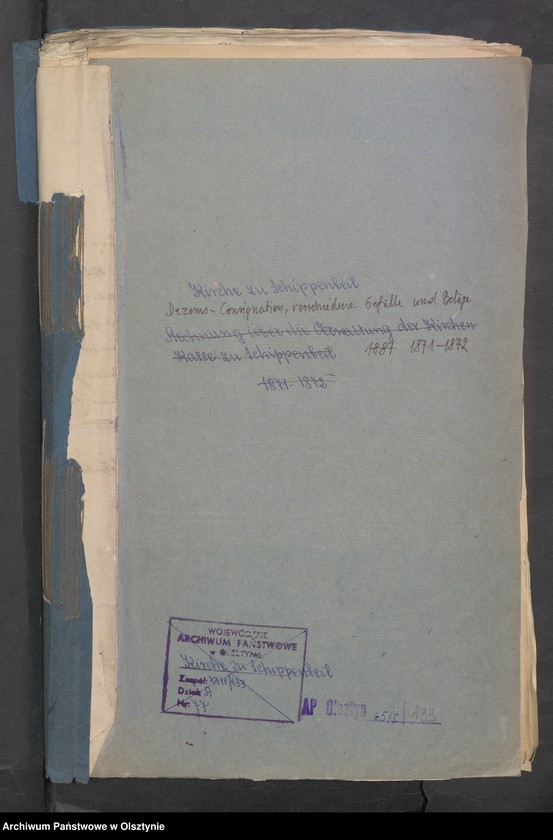 Kirche zu Schippenbeil
Dezems-Consignation, verschiedene Gefälle und Beläge
Rechnung über die Verwaltung der Kirchen
Kasse zu Schippenbeil 1887 1871-1872
1871-1872
WOJEWÓDZKIE
ARCHIWUM PAŃSTWOWE
w OLSZTYNIE
Kirche zu Schippenbeil
Zespół:
Dział: A
Nr: 77
AP Olsztyn 651/ 133
Archiwum Państwowe w Olsztynie